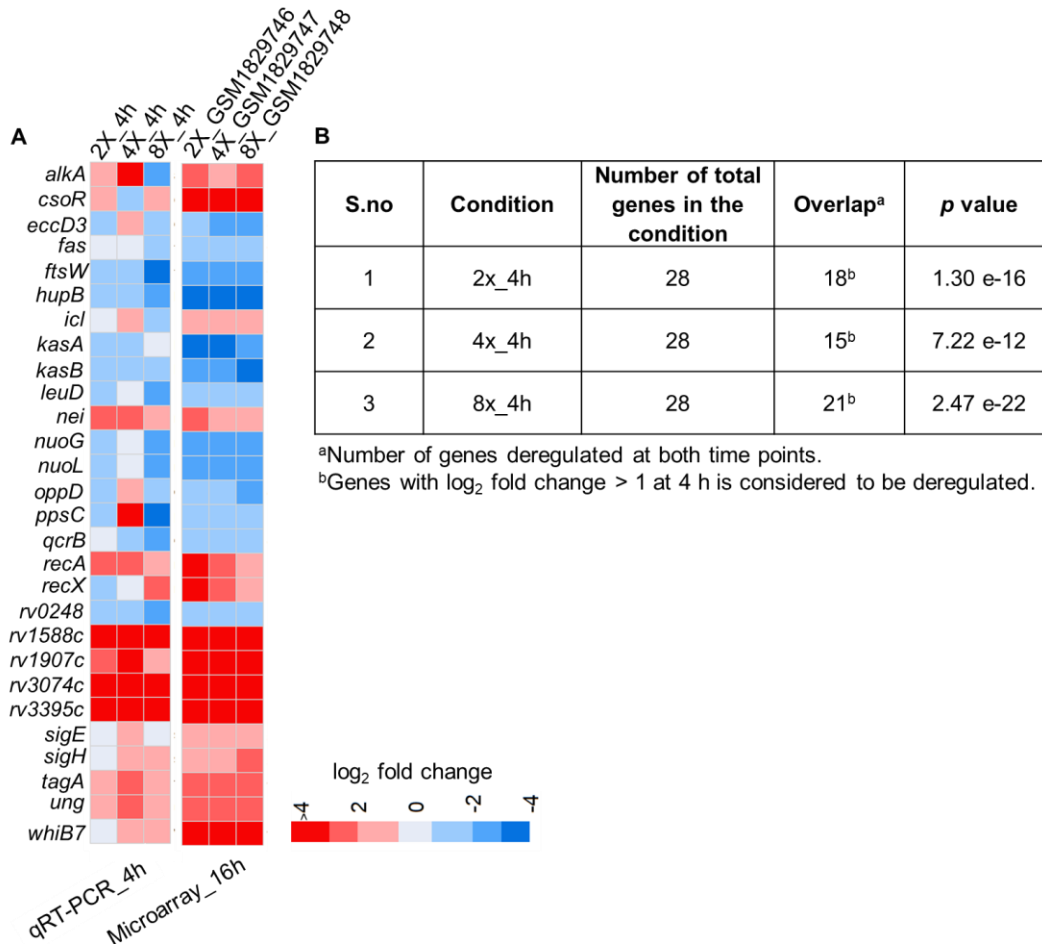 A
2X_4h
4X_4h
8X_4h
2X_GSM1829746
4X_GSM1829747
8X_GSM1829748
alkA
csoR
eccD3
fas
ftsW
hupB
icl
kasA
kasB
leuD
nei
nuoG
nuoL
oppD
ppsC
qcrB
recA
recX
rv0248
rv1588c
rv1907c
rv3074c
rv3395c
sigE
sigH
tagA
ung
whiB7
qRT-PCR_4h
Microarray_16h
log₂ fold change
>4
2
0
-2
-4
B
S.no
Condition
Number of total
genes in the
condition
Overlapᵃ
p value
1 2x_4h 28 18ᵇ 1.30 e-16
2 4x_4h 28 15ᵇ 7.22 e-12
3 8x_4h 28 21ᵇ 2.47 e-22
ᵃNumber of genes deregulated at both time points.
ᵇGenes with log₂ fold change > 1 at 4 h is considered to be deregulated.